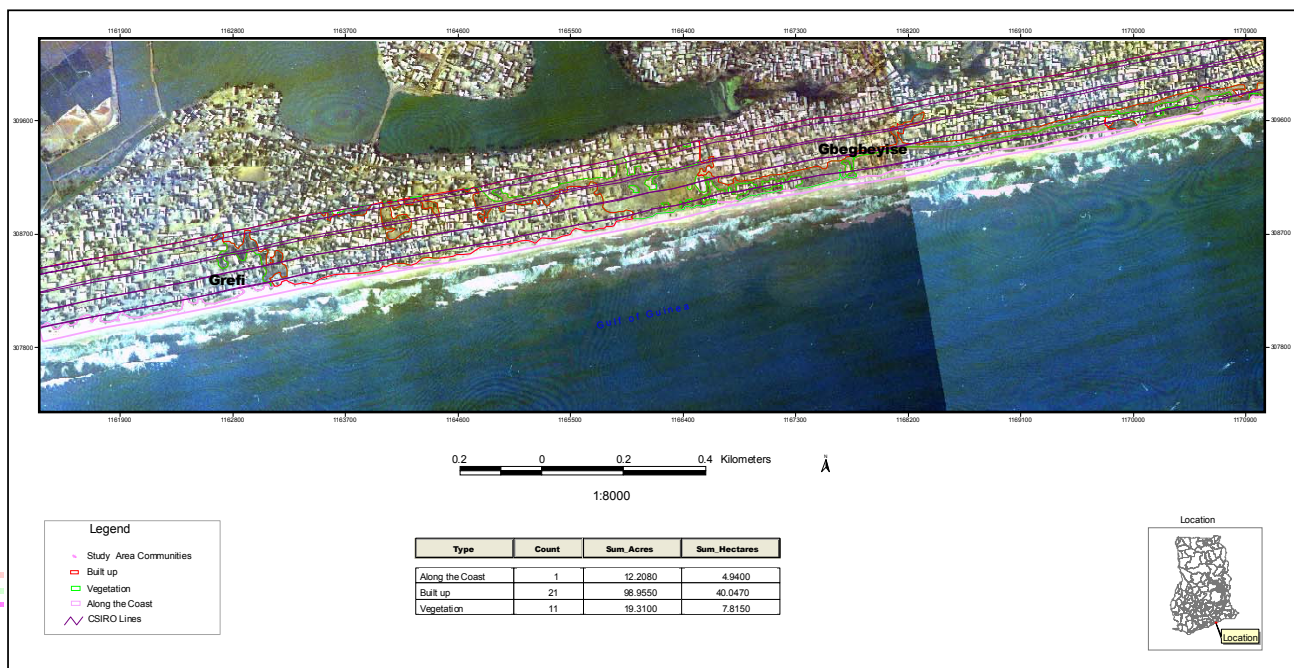 1161900 1162800 1163700 1164600 1165500 1166400 1167300 1168200 1169100 1170000 1170900
309600 309600
Gbegbeyise
308700 308700
Grefi
Gulf of Guinea
307800 307800
1161900 1162800 1163700 1164600 1165500 1166400 1167300 1168200 1169100 1170000 1170900
0.2 0 0.2 0.4 Kilometers
N
1:8000
Legend
Study Area Communities
Built up
Vegetation
Along the Coast
CSIRO Lines
Type Count Sum_Acres Sum_Hectares
Along the Coast 1 12.2080 4.9400
Built up 21 98.9550 40.0470
Vegetation 11 19.3100 7.8150
Location
Location